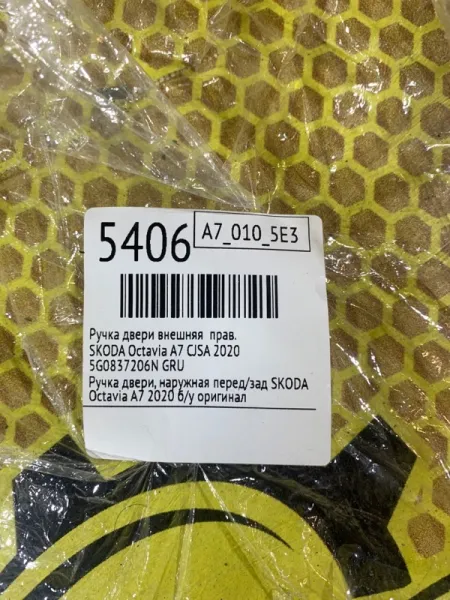 5406
A7_010_5E3
Ручка двери внешняя прав.
SKODA Octavia A7 CJSA 2020
5G0837206N GRU
Ручка двери, наружная перед/зад SKODA
Octavia A7 2020 б/у оригинал